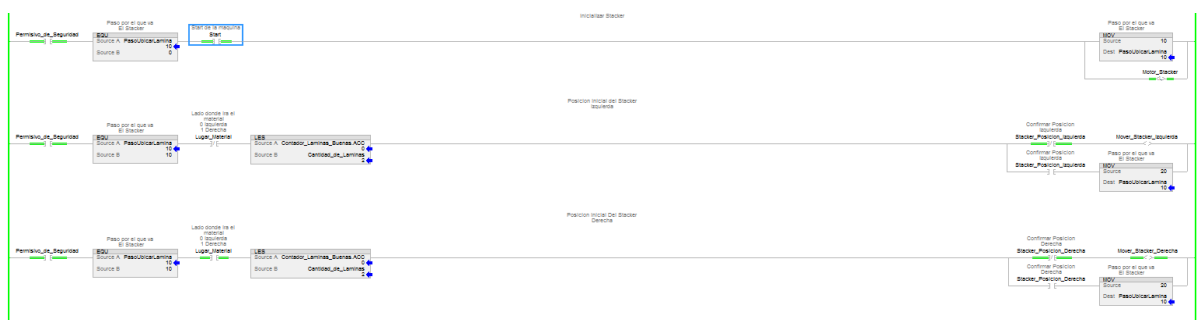 Inicializar Stacker
Permisivo_de_Seguridad
Paso por el que va
El Stacker
EQU
Source A PasoUbicarLamina
10
Source B 0
Start de la maquina
Start
Paso por el que va
El Stacker
MOV
Source 10
Dest PasoUbicarLamina
10
Motor_Stacker
Posicion Inicial del Stacker
Izquierda
Permisivo_de_Seguridad
Paso por el que va
El Stacker
EQU
Source A PasoUbicarLamina
10
Source B 10
Lado donde ira el
material
0 Izquierda
1 Derecha
Lugar_Material
LES
Source A Contador_Laminas_Buenas.ACC
0
Source B Cantidad_de_Laminas
2
Confirmar Posicion
Izquierda
Stacker_Posicion_Izquierda
Mover_Stacker_Izquierda
Confirmar Posicion
Izquierda
Stacker_Posicion_Izquierda
Paso por el que va
El Stacker
MOV
Source 20
Dest PasoUbicarLamina
10
Posicion Inicial Del Stacker
Derecha
Permisivo_de_Seguridad
Paso por el que va
El Stacker
EQU
Source A PasoUbicarLamina
10
Source B 10
Lado donde ira el
material
0 Izquierda
1 Derecha
Lugar_Material
LES
Source A Contador_Laminas_Buenas.ACC
0
Source B Cantidad_de_Laminas
2
Confirmar Posicion
Derecha
Stacker_Posicion_Derecha
Mover_Stacker_Derecha
Confirmar Posicion
Derecha
Stacker_Posicion_Derecha
Paso por el que va
El Stacker
MOV
Source 20
Dest PasoUbicarLamina
10